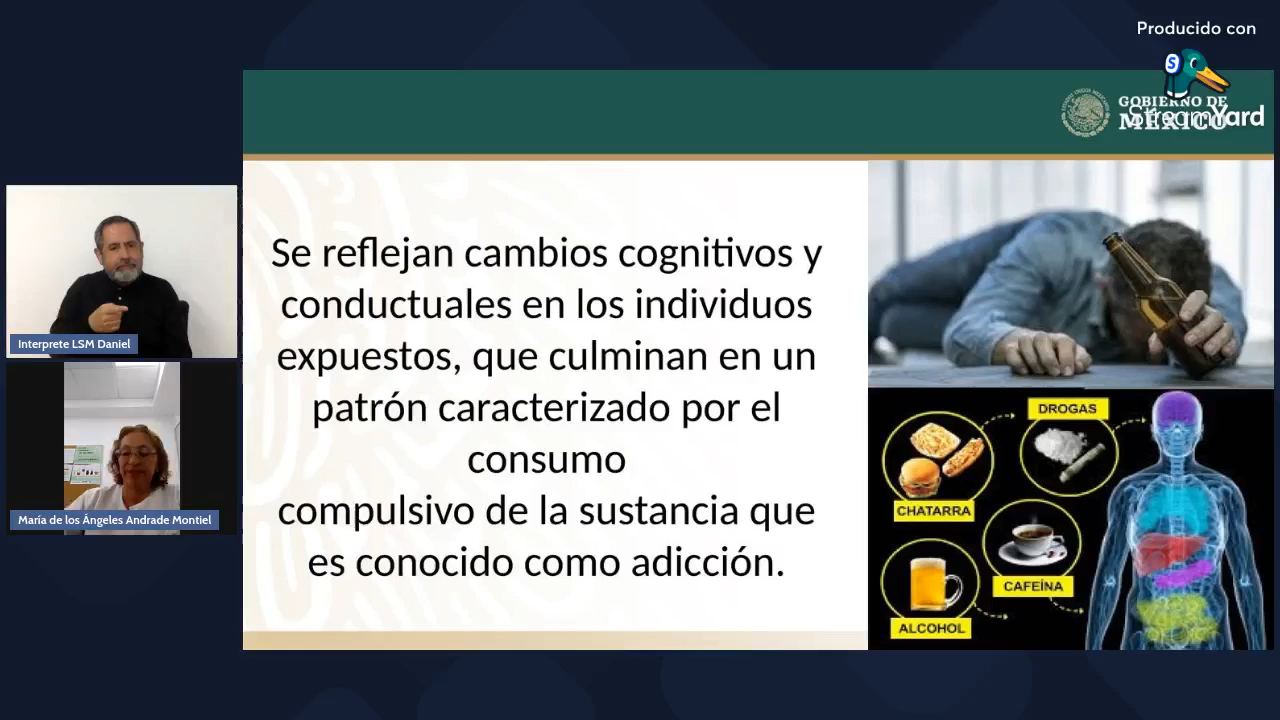 Producido con
StreamYard
GOBIERNO DE
MÉXICO
Se reflejan cambios cognitivos y
conductuales en los individuos
expuestos, que culminan en un
patrón caracterizado por el
consumo
compulsivo de la sustancia que
es conocido como adicción.
Interprete LSM Daniel
María de los Ángeles Andrade Montiel
DROGAS
CHATARRA
CAFEÍNA
ALCOHOL